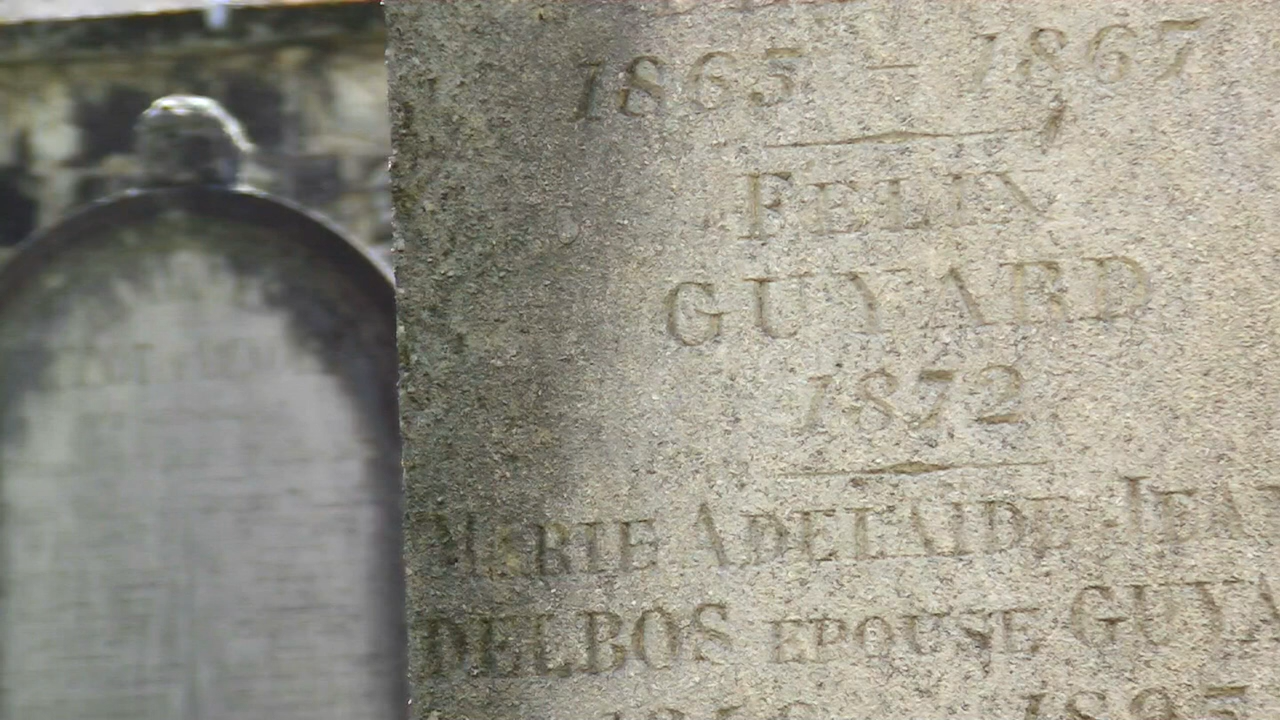 1865 – 1867
FELIX
GUYARD
1872
MARIE ADELAIDE JEA
DELBOS EPOUSE GUYA